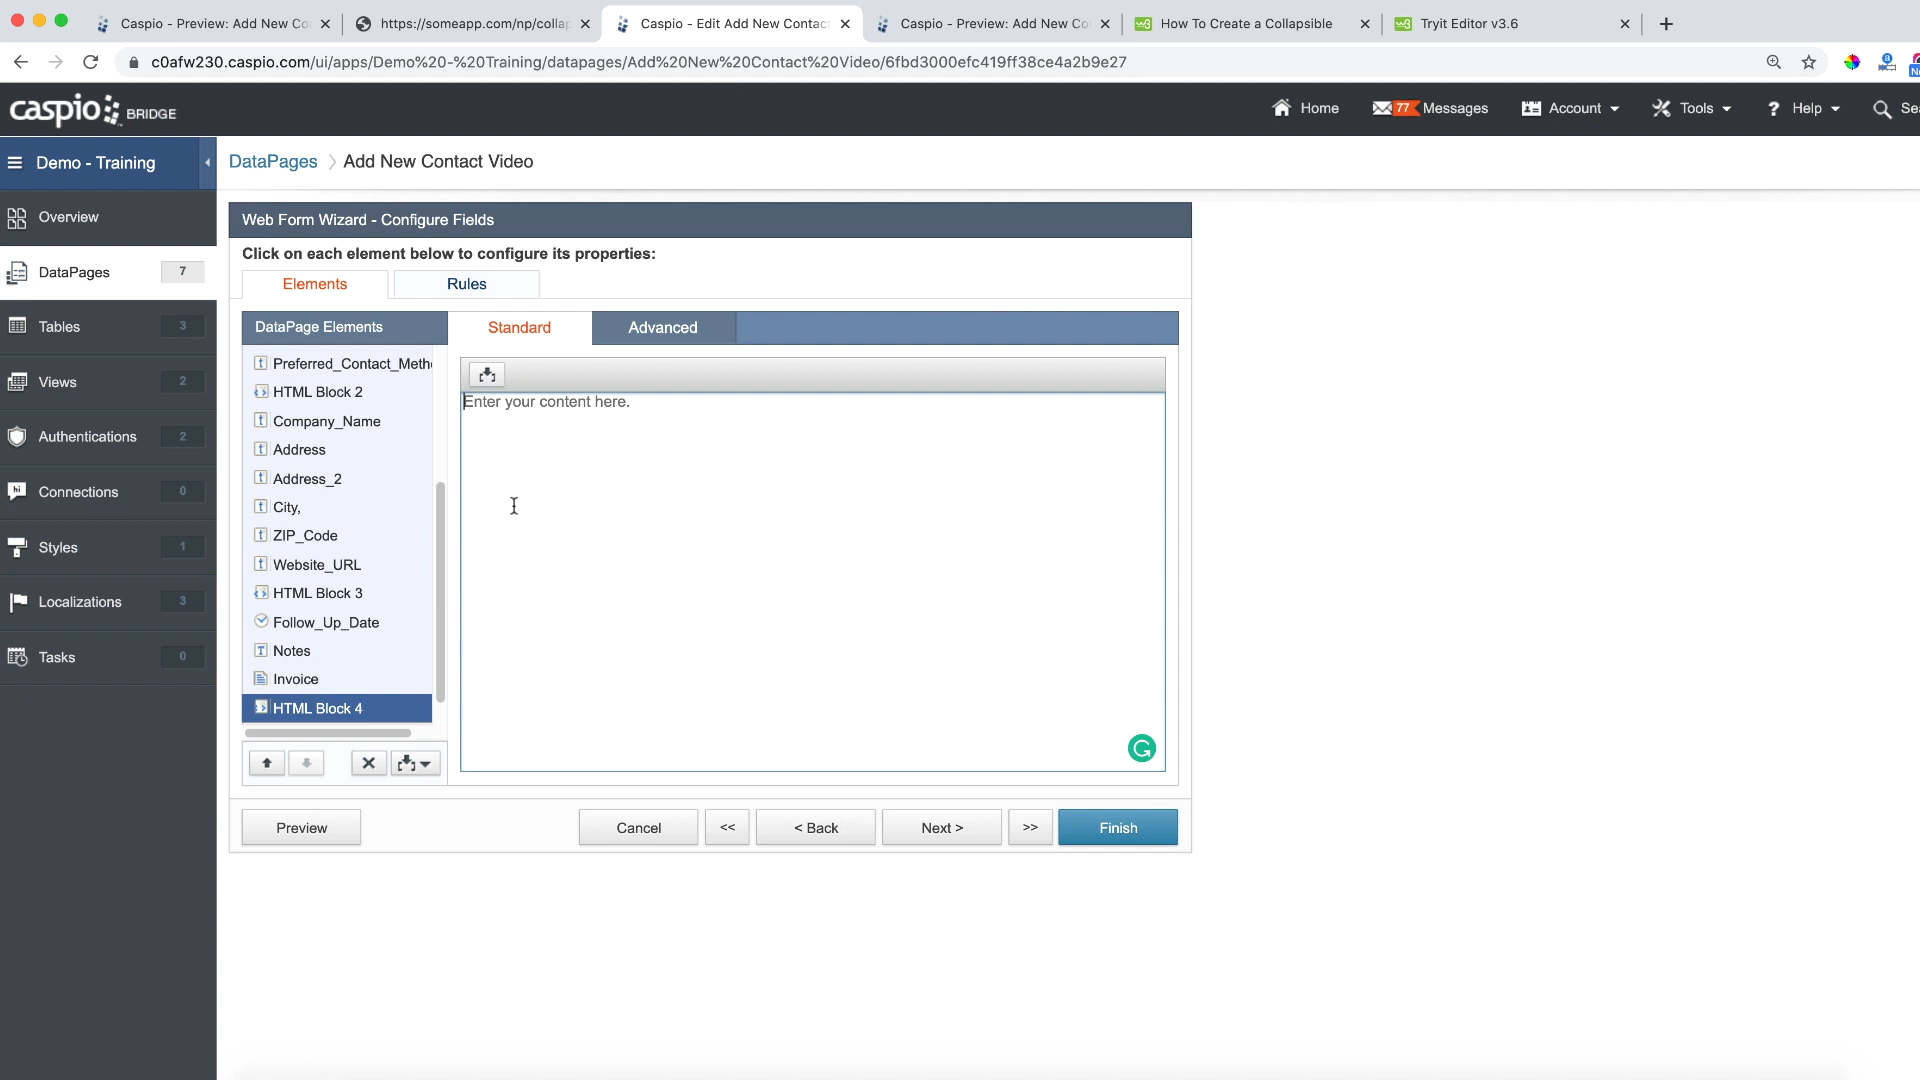 Caspio - Preview: Add New Co
https://someapp.com/np/collap
Caspio - Edit Add New Contact
Caspio - Preview: Add New Co
How To Create a Collapsible
Tryit Editor v3.6
c0afw230.caspio.com/ui/apps/Demo%20-%20Training/datapages/Add%20New%20Contact%20Video/6fbd3000efc419ff38ce4a2b9e27
caspio BRIDGE
Home
77 Messages
Account
Tools
? Help
Sea
Demo - Training
DataPages > Add New Contact Video
Overview
DataPages 7
Tables 3
Views 2
Authentications 2
Connections 0
Styles 1
Localizations 3
Tasks 0
Web Form Wizard - Configure Fields
Click on each element below to configure its properties:
Elements Rules
DataPage Elements
Standard Advanced
Preferred_Contact_Meth
HTML Block 2
Company_Name
Address
Address_2
City,
ZIP_Code
Website_URL
HTML Block 3
Follow_Up_Date
Notes
Invoice
HTML Block 4
Enter your content here.
Preview Cancel << < Back Next > >> Finish